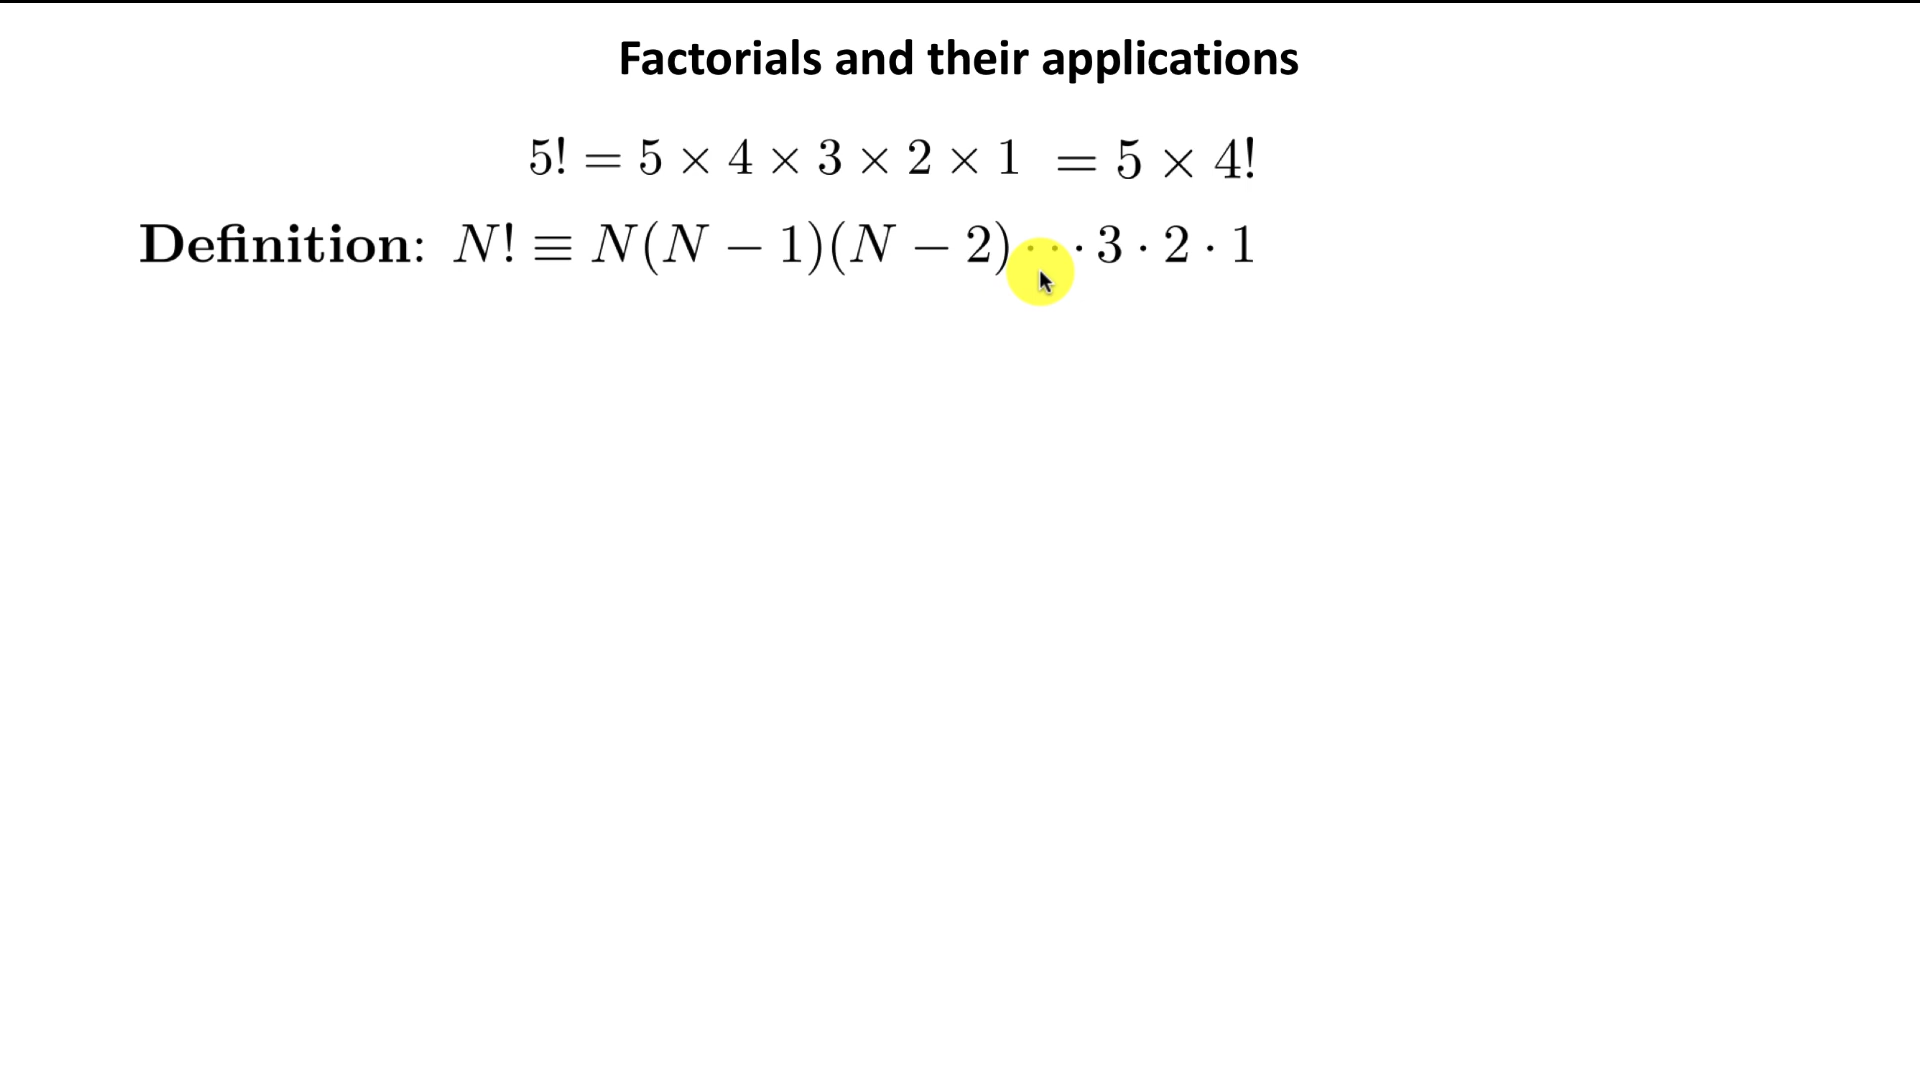 Factorials and their applications
5! = 5 × 4 × 3 × 2 × 1 = 5 × 4!
Definition: N! ≡ N(N − 1)(N − 2) ⋯ 3 · 2 · 1